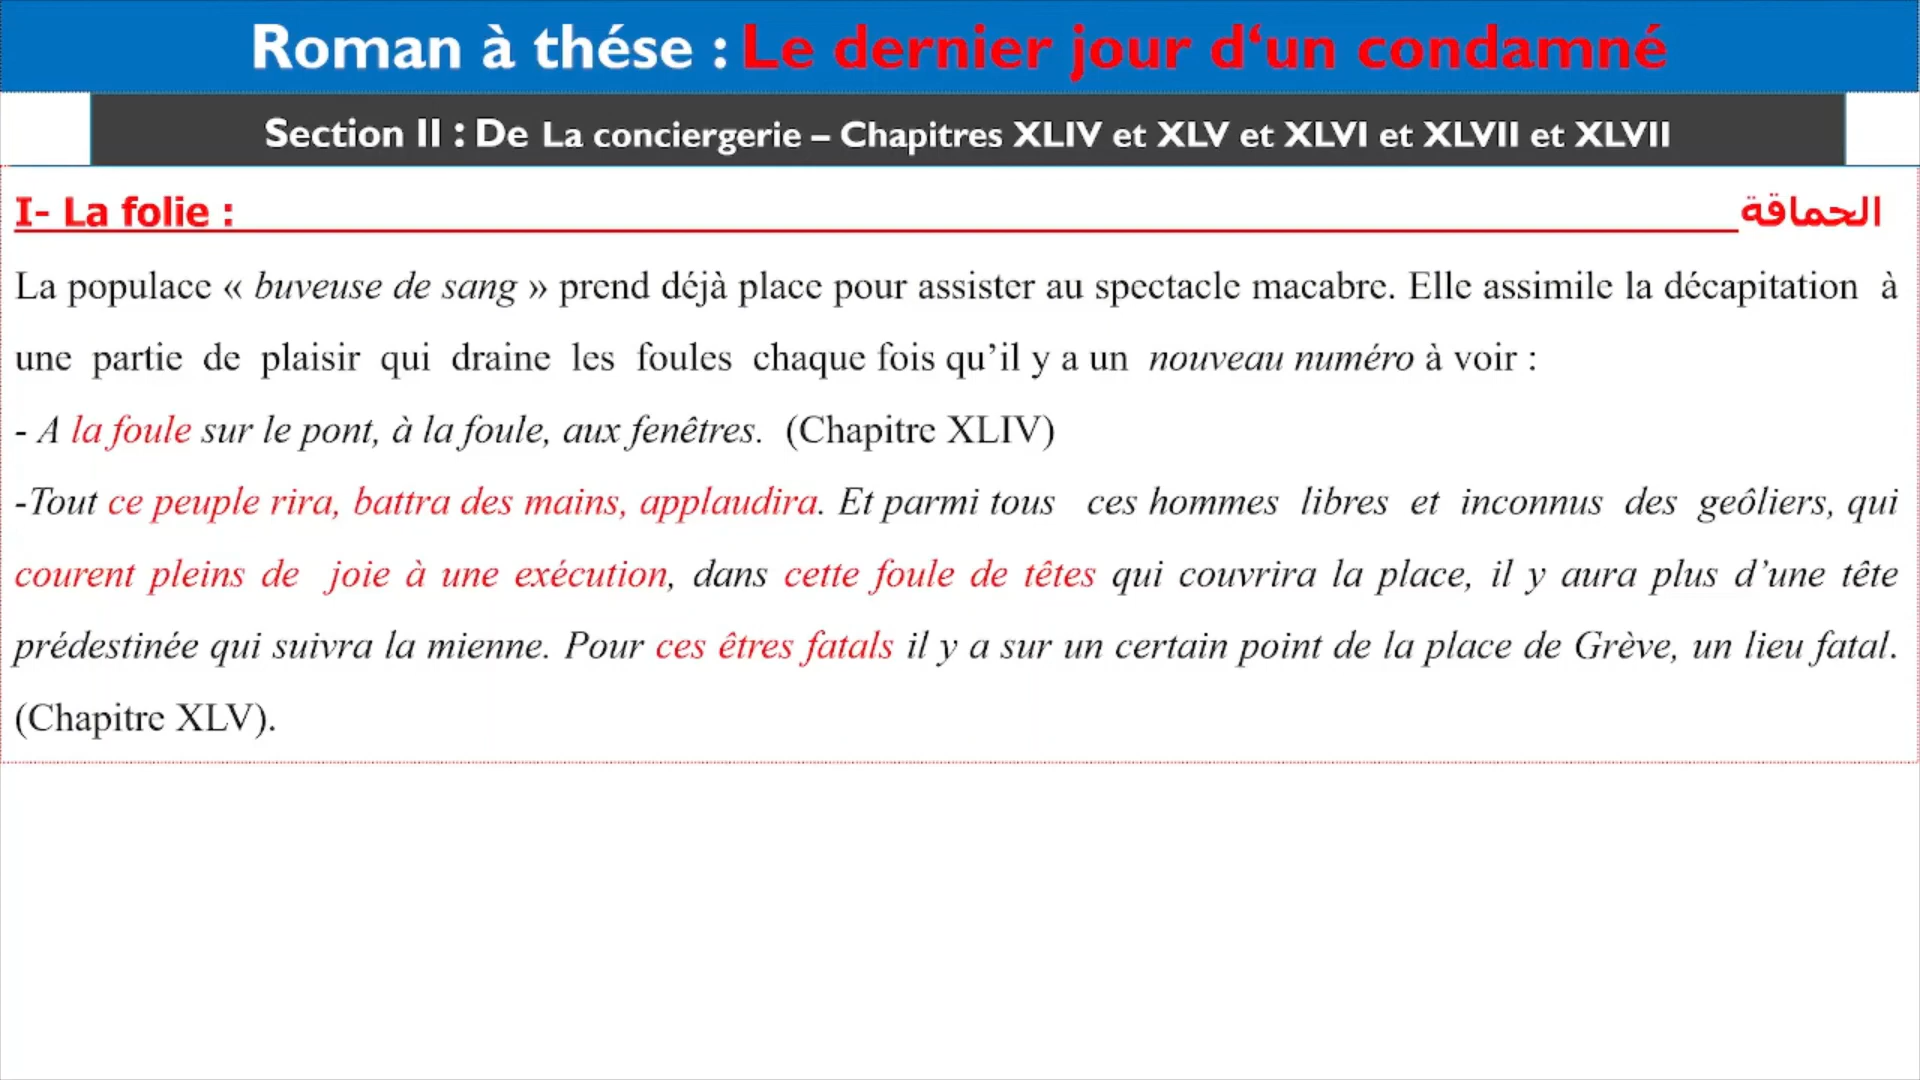 Roman à thése : Le dernier jour d‘un condamné
Section II : De La conciergerie – Chapitres XLIV et XLV et XLVI et XLVII et XLVII
I- La folie : الحماقة
La populace « buveuse de sang » prend déjà place pour assister au spectacle macabre. Elle assimile la décapitation à
une partie de plaisir qui draine les foules chaque fois qu’il y a un nouveau numéro à voir :
- A la foule sur le pont, à la foule, aux fenêtres. (Chapitre XLIV)
-Tout ce peuple rira, battra des mains, applaudira. Et parmi tous ces hommes libres et inconnus des geôliers, qui
courent pleins de joie à une exécution, dans cette foule de têtes qui couvrira la place, il y aura plus d’une tête
prédestinée qui suivra la mienne. Pour ces êtres fatals il y a sur un certain point de la place de Grève, un lieu fatal.
(Chapitre XLV).